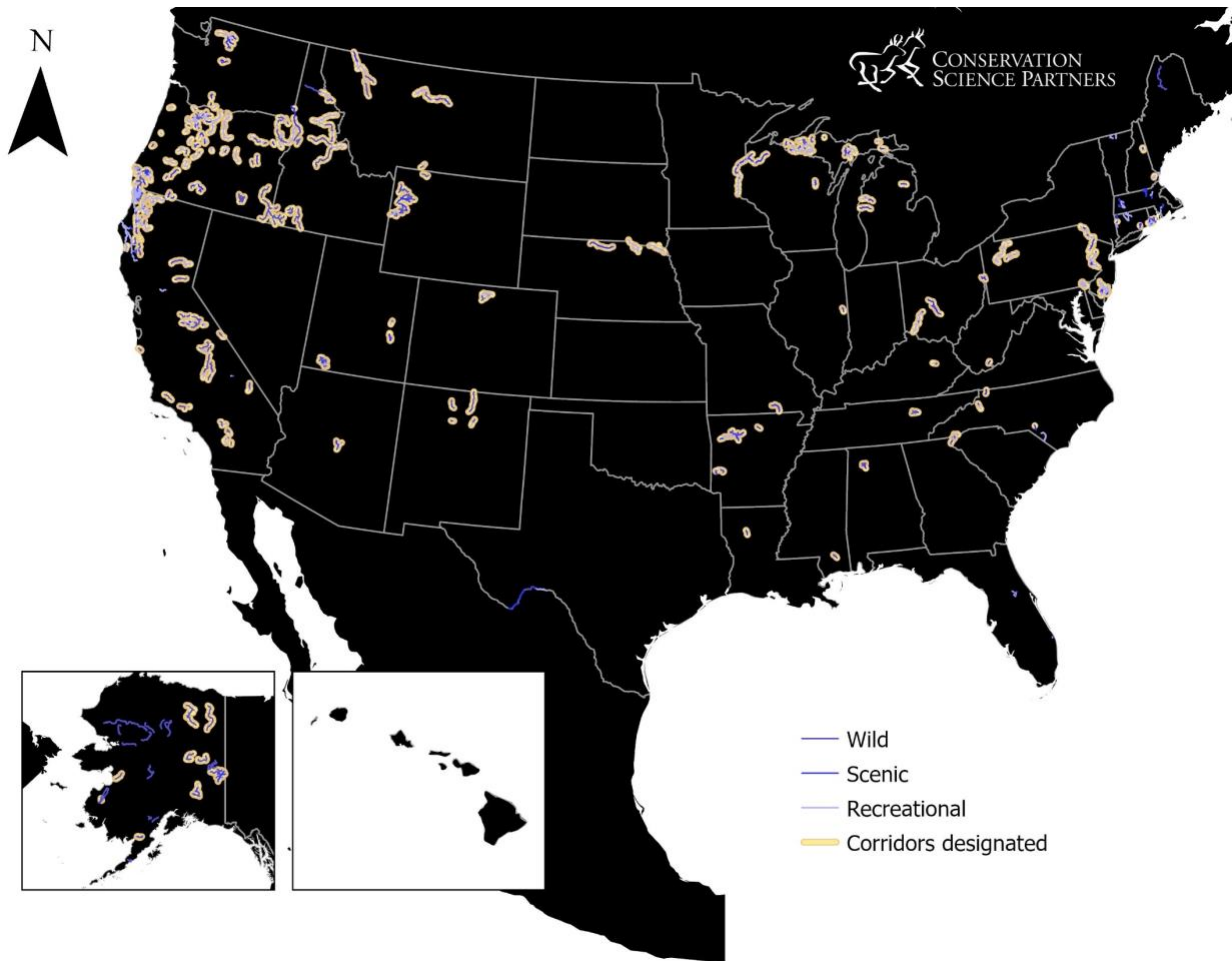 N
CONSERVATION
SCIENCE PARTNERS
Wild
Scenic
Recreational
Corridors designated